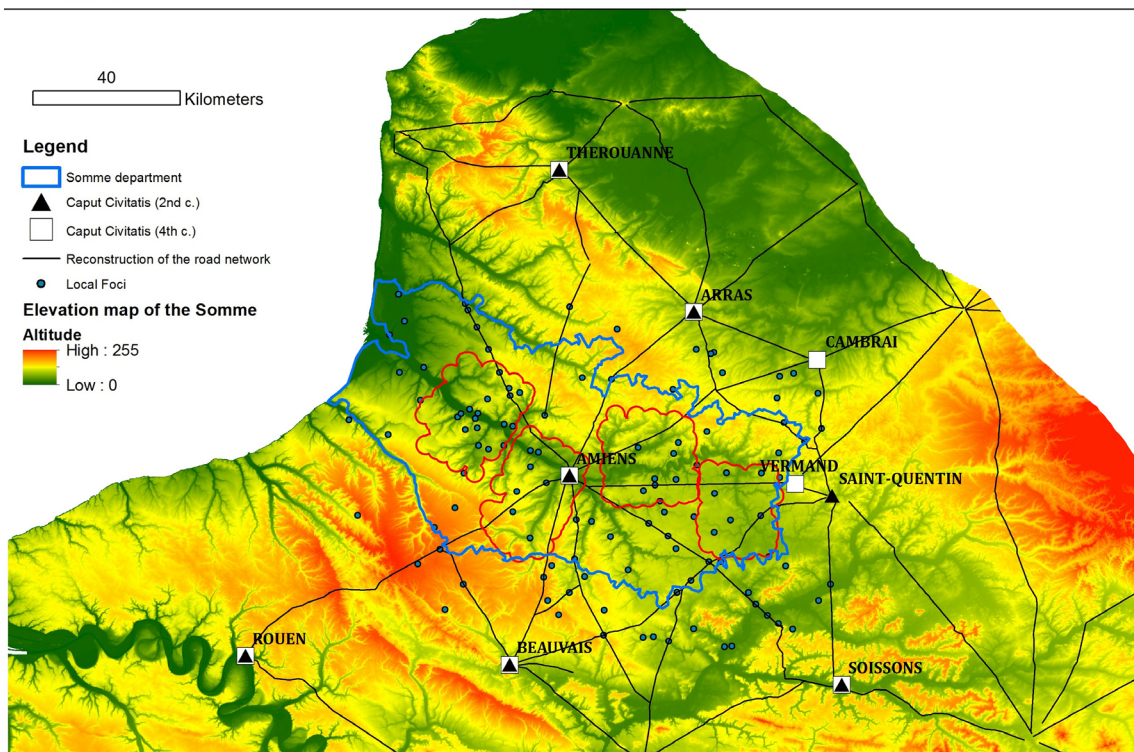 40
Kilometers
Legend
Somme department
Caput Civitatis (2nd c.)
Caput Civitatis (4th c.)
Reconstruction of the road network
Local Foci
Elevation map of the Somme
Altitude
High : 255
Low : 0
THEROUANNE
ARRAS
CAMBRAI
AMIENS
VERMAND
SAINT-QUENTIN
ROUEN
BEAUVAIS
SOISSONS